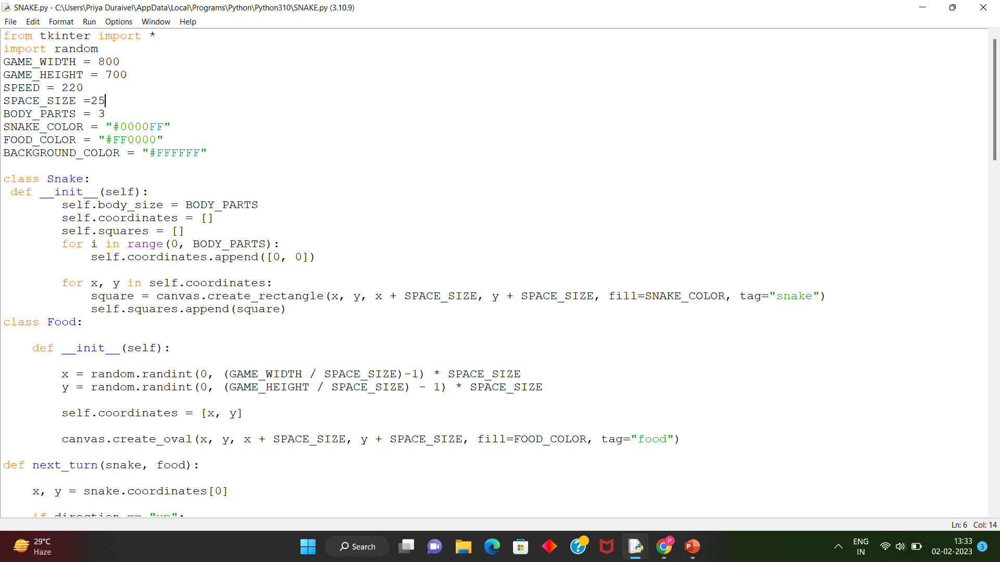 SNAKE.py - C:\Users\Priya Duraivel\AppData\Local\Programs\Python\Python310\SNAKE.py (3.10.9)
File Edit Format Run Options Window Help
from tkinter import *
import random
GAME_WIDTH = 800
GAME_HEIGHT = 700
SPEED = 220
SPACE_SIZE =25
BODY_PARTS = 3
SNAKE_COLOR = "#0000FF"
FOOD_COLOR = "#FF0000"
BACKGROUND_COLOR = "#FFFFFF"
class Snake:
 def __init__(self):
        self.body_size = BODY_PARTS
        self.coordinates = []
        self.squares = []
        for i in range(0, BODY_PARTS):
            self.coordinates.append([0, 0])
        for x, y in self.coordinates:
            square = canvas.create_rectangle(x, y, x + SPACE_SIZE, y + SPACE_SIZE, fill=SNAKE_COLOR, tag="snake")
            self.squares.append(square)
class Food:
    def __init__(self):
        x = random.randint(0, (GAME_WIDTH / SPACE_SIZE)-1) * SPACE_SIZE
        y = random.randint(0, (GAME_HEIGHT / SPACE_SIZE) - 1) * SPACE_SIZE
        self.coordinates = [x, y]
        canvas.create_oval(x, y, x + SPACE_SIZE, y + SPACE_SIZE, fill=FOOD_COLOR, tag="food")
def next_turn(snake, food):
    x, y = snake.coordinates[0]
    if direction == "up":
Ln: 6 Col: 14
29°C
Haze
Search
P
P
ENG
IN
13:33
02-02-2023
3